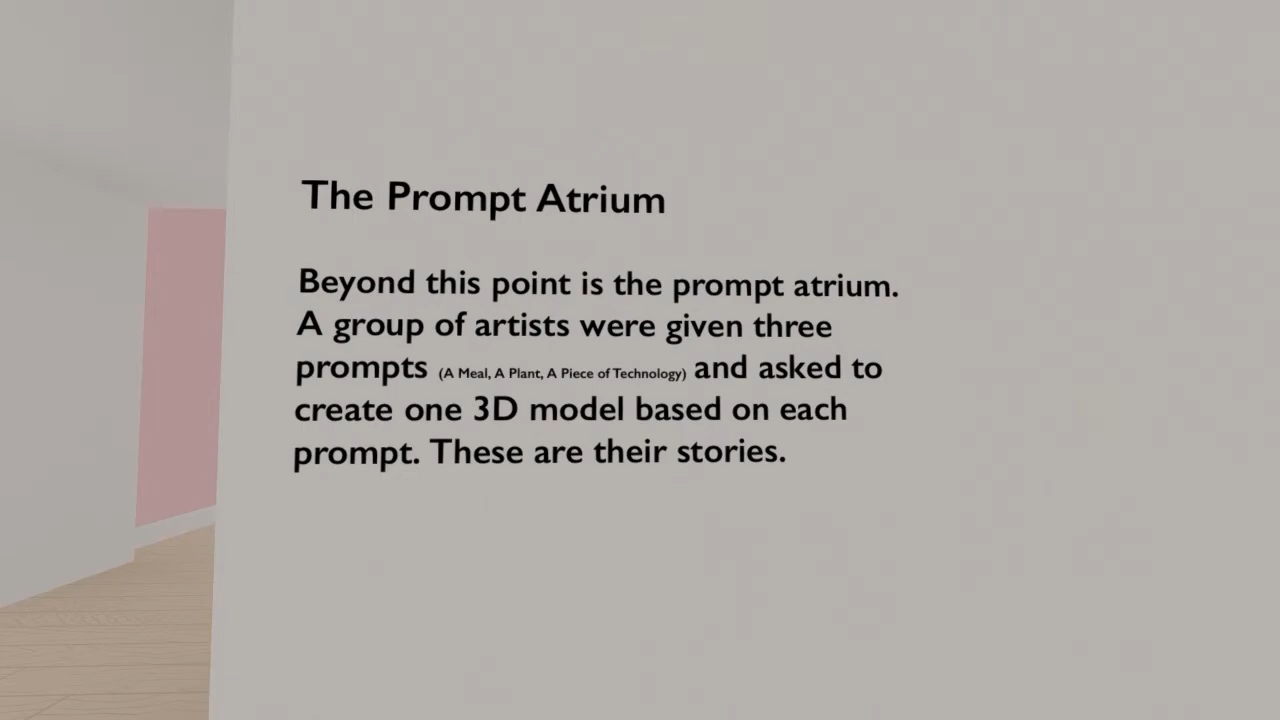 The Prompt Atrium
Beyond this point is the prompt atrium.
A group of artists were given three
prompts (A Meal, A Plant, A Piece of Technology) and asked to
create one 3D model based on each
prompt. These are their stories.